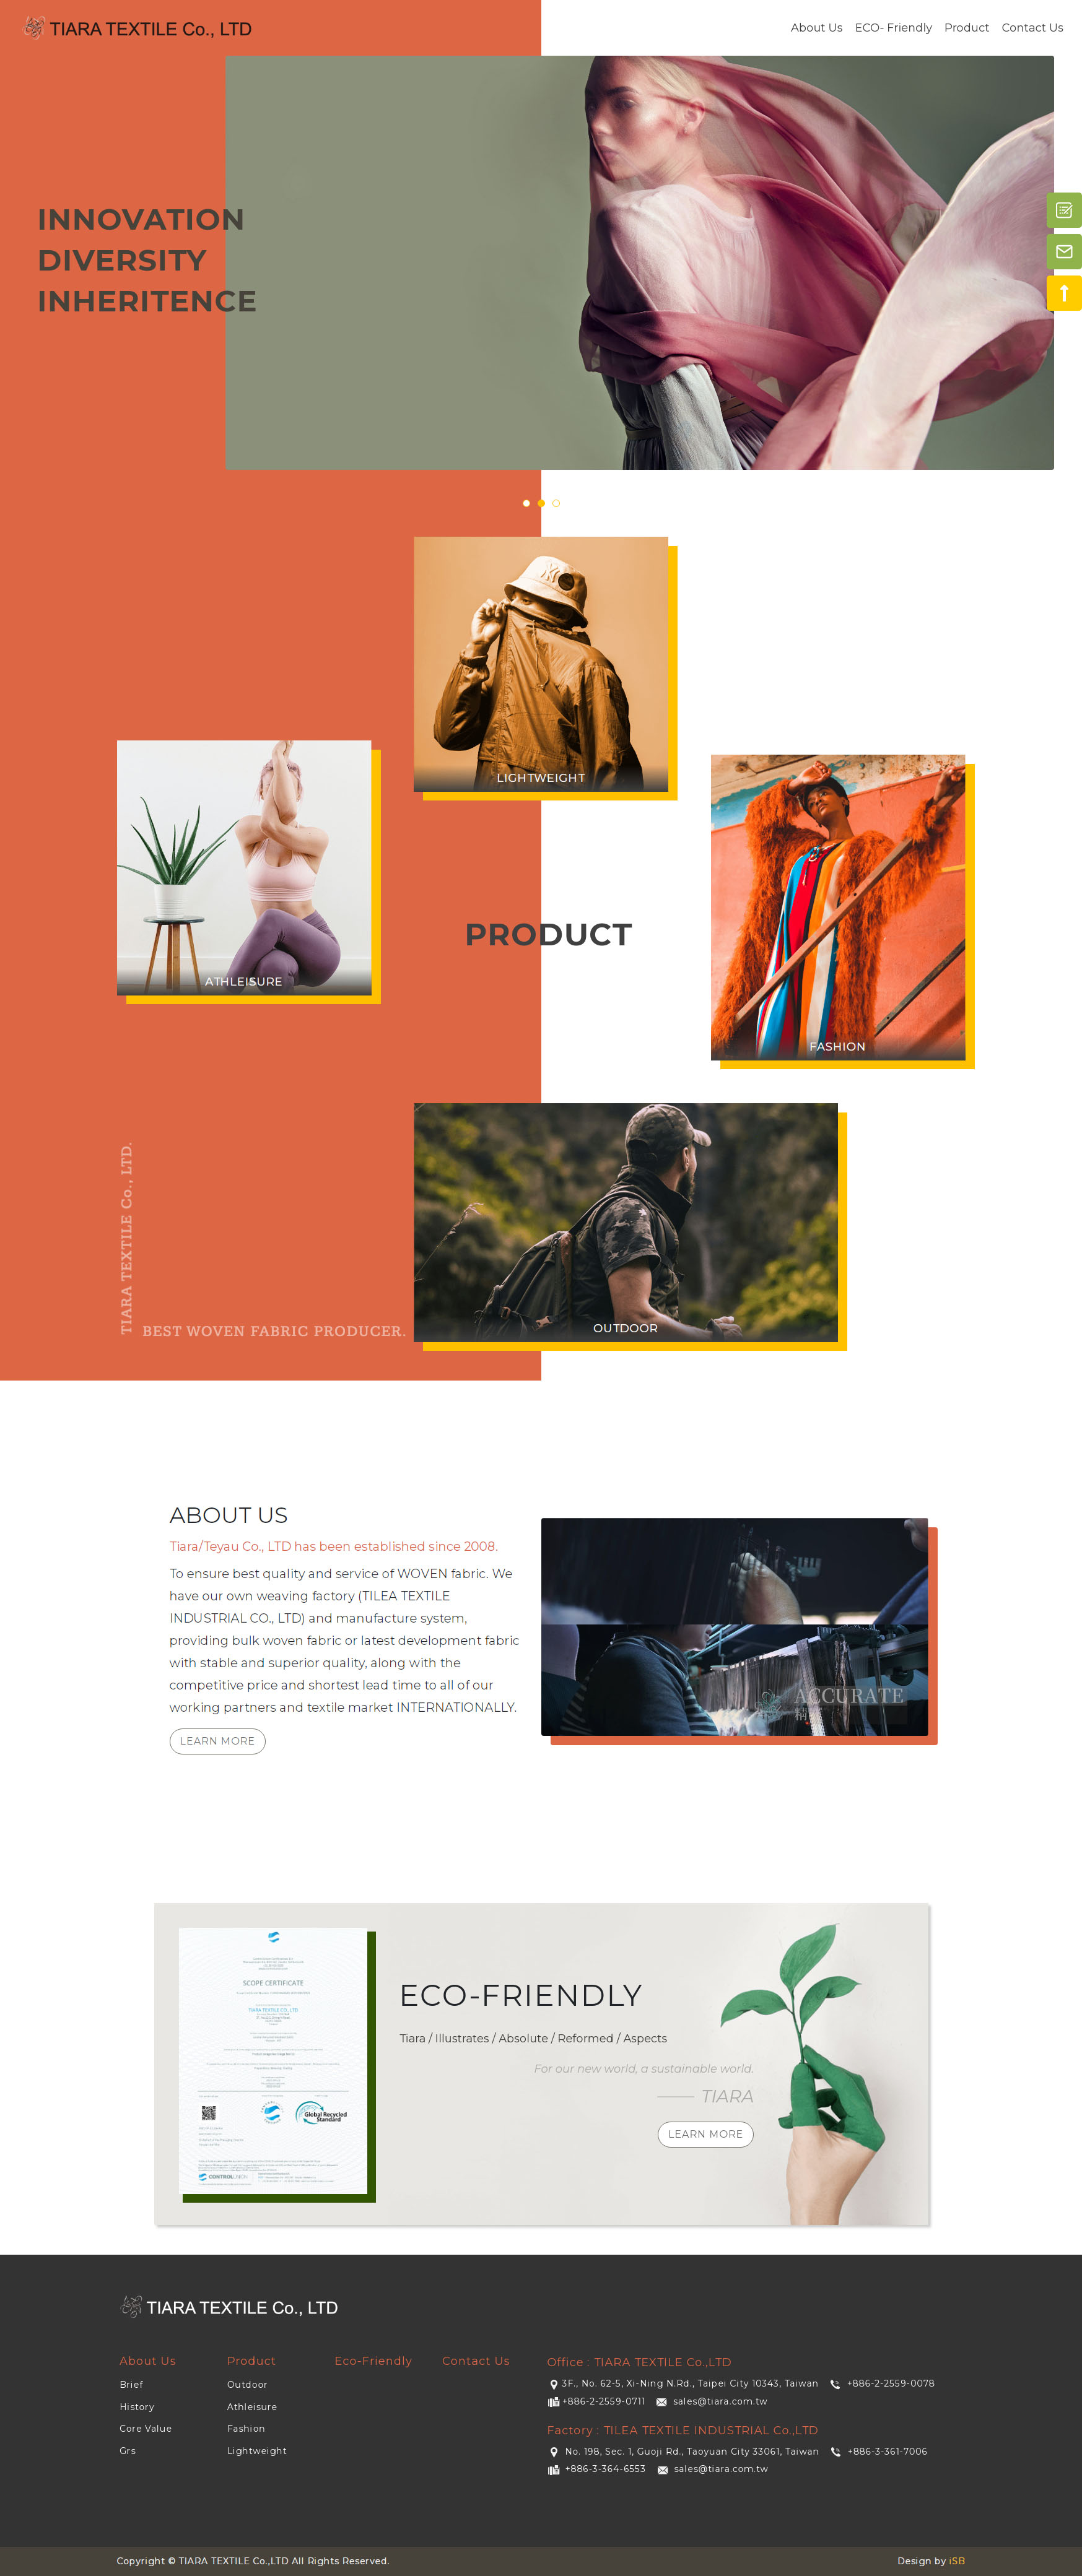 TIARA TEXTILE Co., LTD
About Us
ECO- Friendly
Product
Contact Us
INNOVATION
DIVERSITY
INHERITENCE
LIGHTWEIGHT
ATHLEISURE
PRODUCT
FASHION
OUTDOOR
TIARA TEXTILE Co., LTD.
BEST WOVEN FABRIC PRODUCER.
ABOUT US
Tiara/Teyau Co., LTD has been established since 2008.
To ensure best quality and service of WOVEN fabric. We
have our own weaving factory (TILEA TEXTILE
INDUSTRIAL CO., LTD) and manufacture system,
providing bulk woven fabric or latest development fabric
with stable and superior quality, along with the
competitive price and shortest lead time to all of our
working partners and textile market INTERNATIONALLY.
LEARN MORE
ACCURATE
SCOPE CERTIFICATE
TIARA TEXTILE CO., LTD
Global Recycled
Standard
CONTROLUNION
ECO-FRIENDLY
Tiara / Illustrates / Absolute / Reformed / Aspects
For our new world, a sustainable world.
TIARA
LEARN MORE
TIARA TEXTILE Co., LTD
About Us
Brief
History
Core Value
Grs
Product
Outdoor
Athleisure
Fashion
Lightweight
Eco-Friendly
Contact Us
Office : TIARA TEXTILE Co.,LTD
3F., No. 62-5, Xi-Ning N.Rd., Taipei City 10343, Taiwan +886-2-2559-0078
+886-2-2559-0711 sales@tiara.com.tw
Factory : TILEA TEXTILE INDUSTRIAL Co.,LTD
No. 198, Sec. 1, Guoji Rd., Taoyuan City 33061, Taiwan +886-3-361-7006
+886-3-364-6553 sales@tiara.com.tw
Copyright © TIARA TEXTILE Co.,LTD All Rights Reserved.
Design by iSB